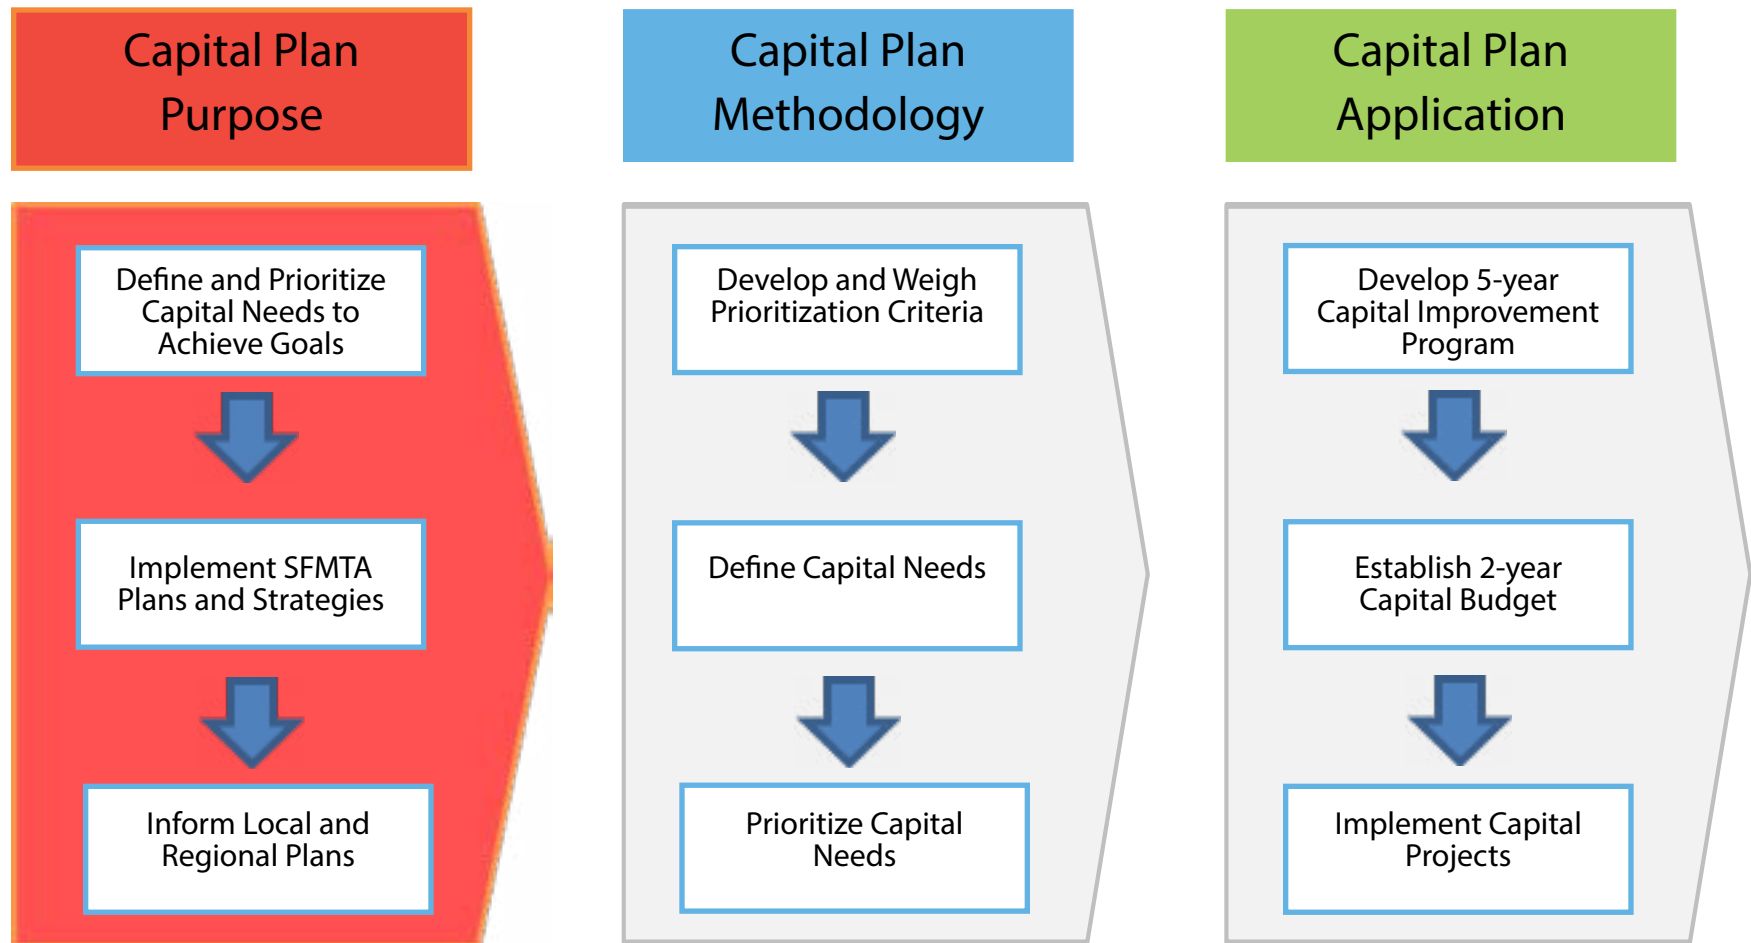 Capital Plan
Purpose
Capital Plan
Methodology
Capital Plan
Application
Define and Prioritize
Capital Needs to
Achieve Goals
Implement SFMTA
Plans and Strategies
Inform Local and
Regional Plans
Develop and Weigh
Prioritization Criteria
Define Capital Needs
Prioritize Capital
Needs
Develop 5-year
Capital Improvement
Program
Establish 2-year
Capital Budget
Implement Capital
Projects